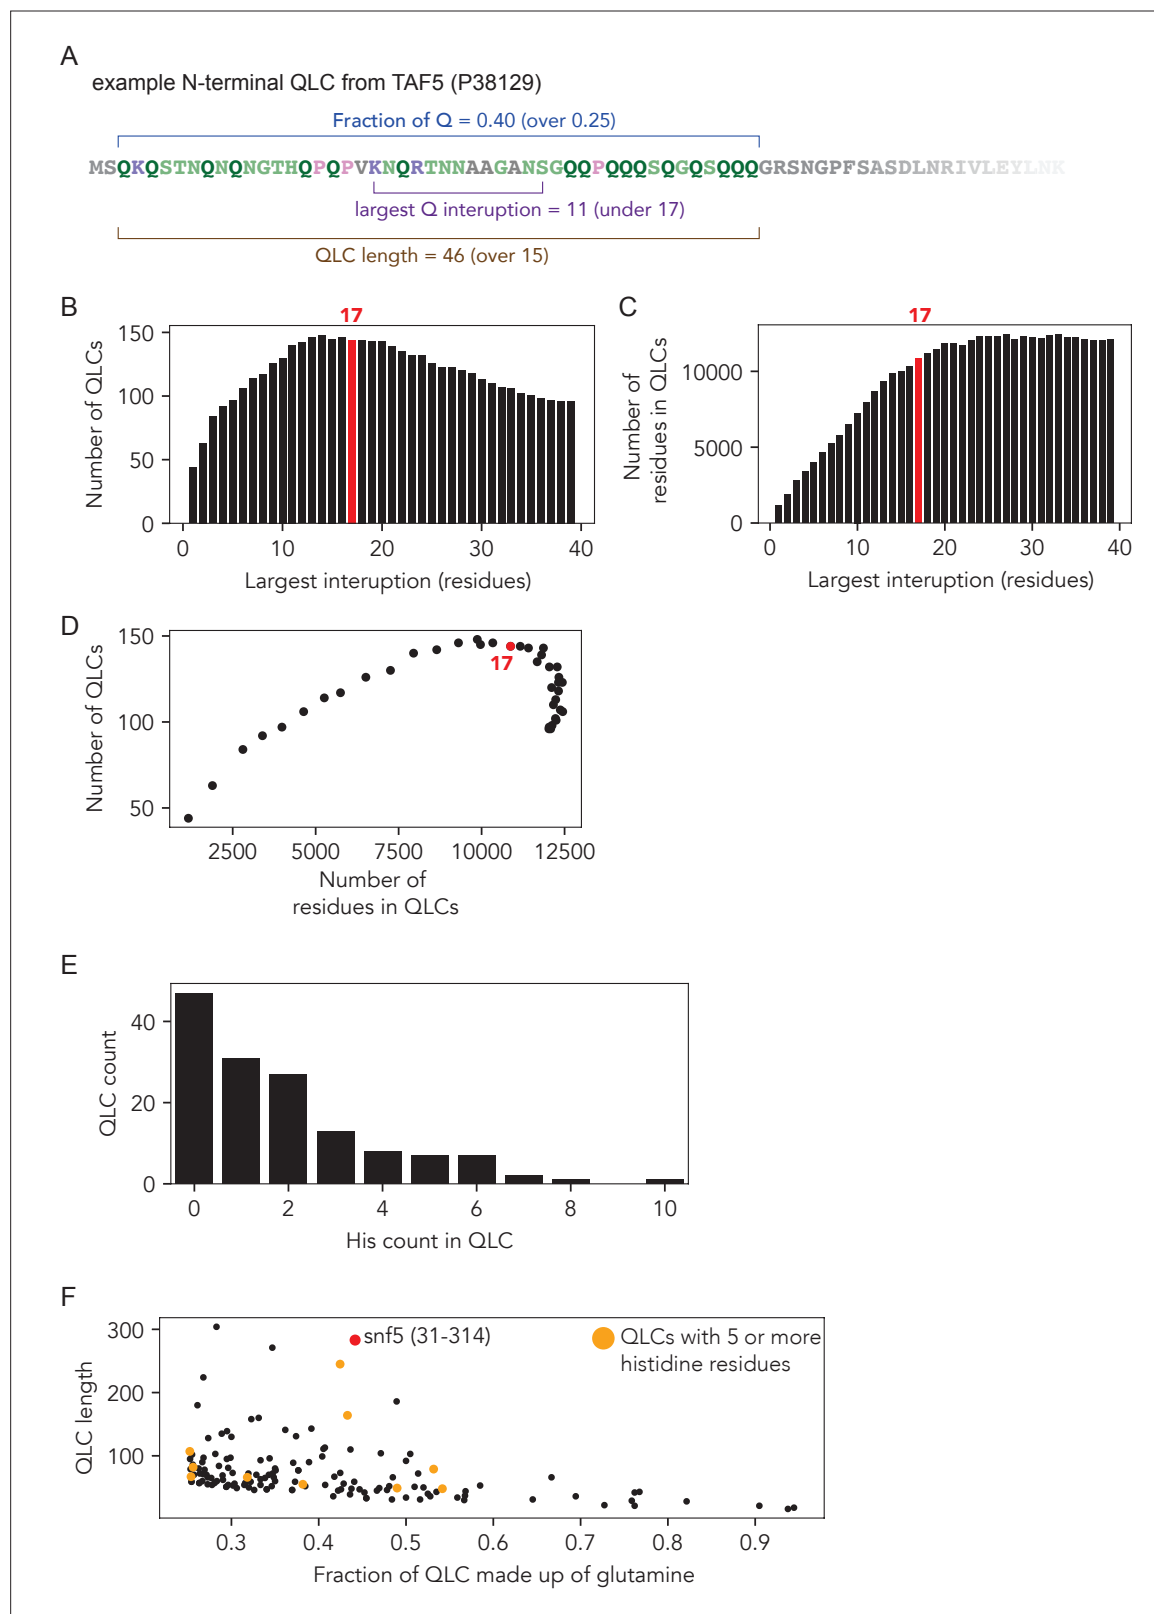 A
example N-terminal QLC from TAF5 (P38129)
Fraction of Q = 0.40 (over 0.25)
MSQKQSTNQNQNGTHQPQPVKNQRTNNAAGANSGQQPQQQSQGQSQQQGRSNGPFSASDLNRIVLEYLNK
largest Q interuption = 11 (under 17)
QLC length = 46 (over 15)
B
17
150
100
50
0
Number of QLCs
0 10 20 30 40
Largest interuption (residues)
C
17
10000
5000
0
Number of
residues in QLCs
0 10 20 30 40
Largest interuption (residues)
D
150
100
50
Number of QLCs
17
2500 5000 7500 10000 12500
Number of
residues in QLCs
E
40
20
0
QLC count
0 2 4 6 8 10
His count in QLC
F
300
200
100
QLC length
snf5 (31-314)
QLCs with 5 or more
histidine residues
0.3 0.4 0.5 0.6 0.7 0.8 0.9
Fraction of QLC made up of glutamine